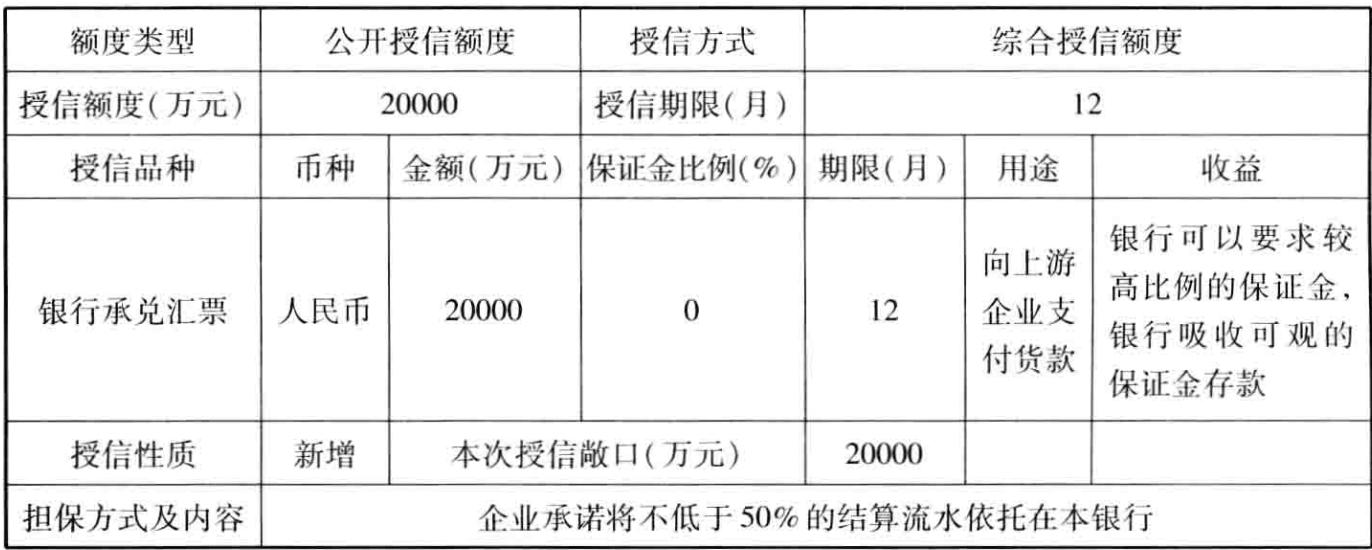 额度类型 公开授信额度 授信方式 综合授信额度
授信额度(万元) 20000 授信期限(月) 12
授信品种 币种 金额(万元) 保证金比例(%) 期限(月) 用途 收益
银行承兑汇票 人民币 20000 0 12
向上游
企业支
付货款
银行可以要求较
高比例的保证金,
银行吸收可观的
保证金存款
授信性质 新增 本次授信敞口(万元) 20000
担保方式及内容 企业承诺将不低于50%的结算流水依托在本银行